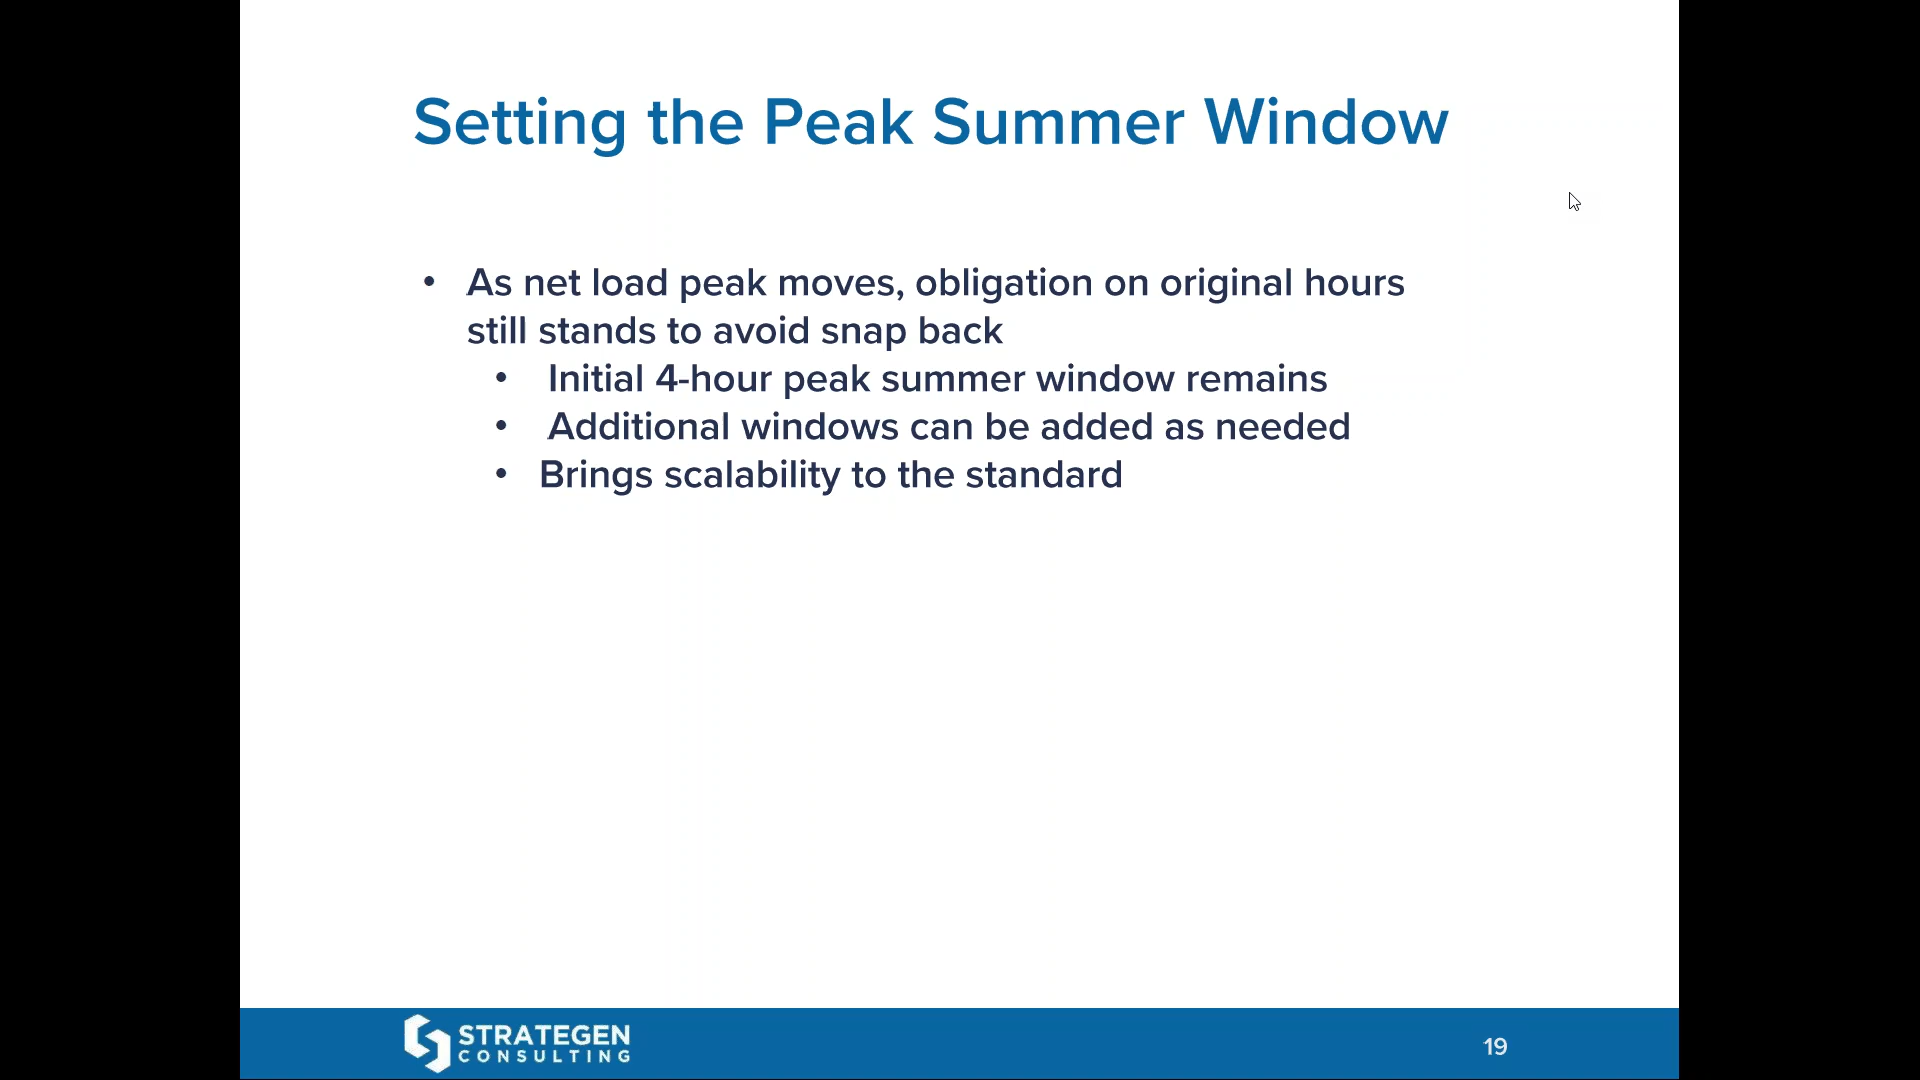 Setting the Peak Summer Window
• As net load peak moves, obligation on original hours
still stands to avoid snap back
• Initial 4-hour peak summer window remains
• Additional windows can be added as needed
• Brings scalability to the standard
STRATEGEN
CONSULTING
19